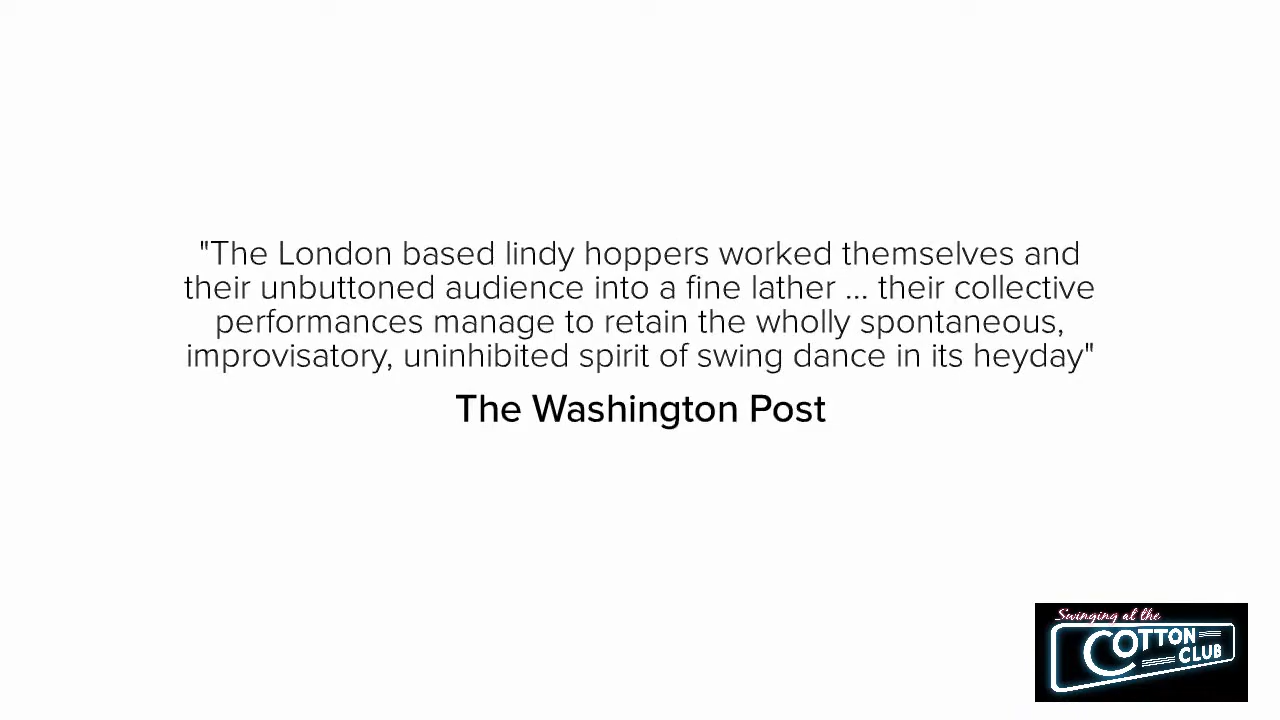 "The London based lindy hoppers worked themselves and
their unbuttoned audience into a fine lather ... their collective
performances manage to retain the wholly spontaneous,
improvisatory, uninhibited spirit of swing dance in its heyday"
The Washington Post
Swinging at the
COTTON
CLUB